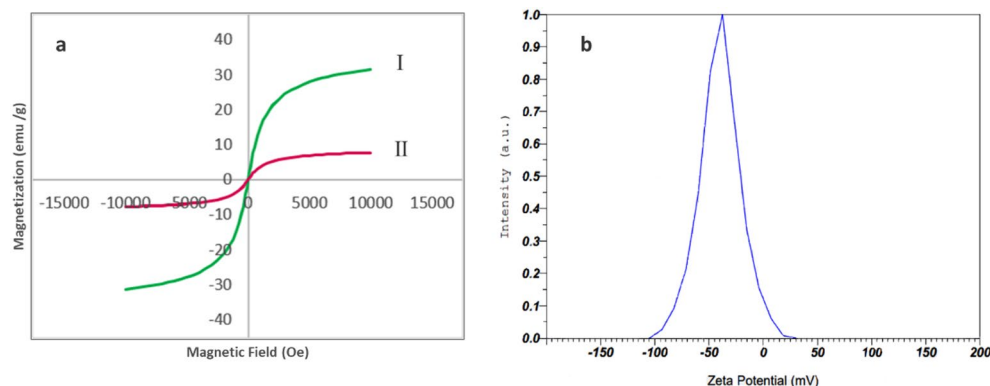 a
Magnetization (emu /g)
40
30
20
10
0
-10
-20
-30
-40
-15000 -10000 -5000 0 5000 10000 15000
I
II
Magnetic Field (Oe)
b
Intensity (a.u.)
1.0
0.9
0.8
0.7
0.6
0.5
0.4
0.3
0.2
0.1
0.0
-150 -100 -50 0 50 100 150 200
Zeta Potential (mV)